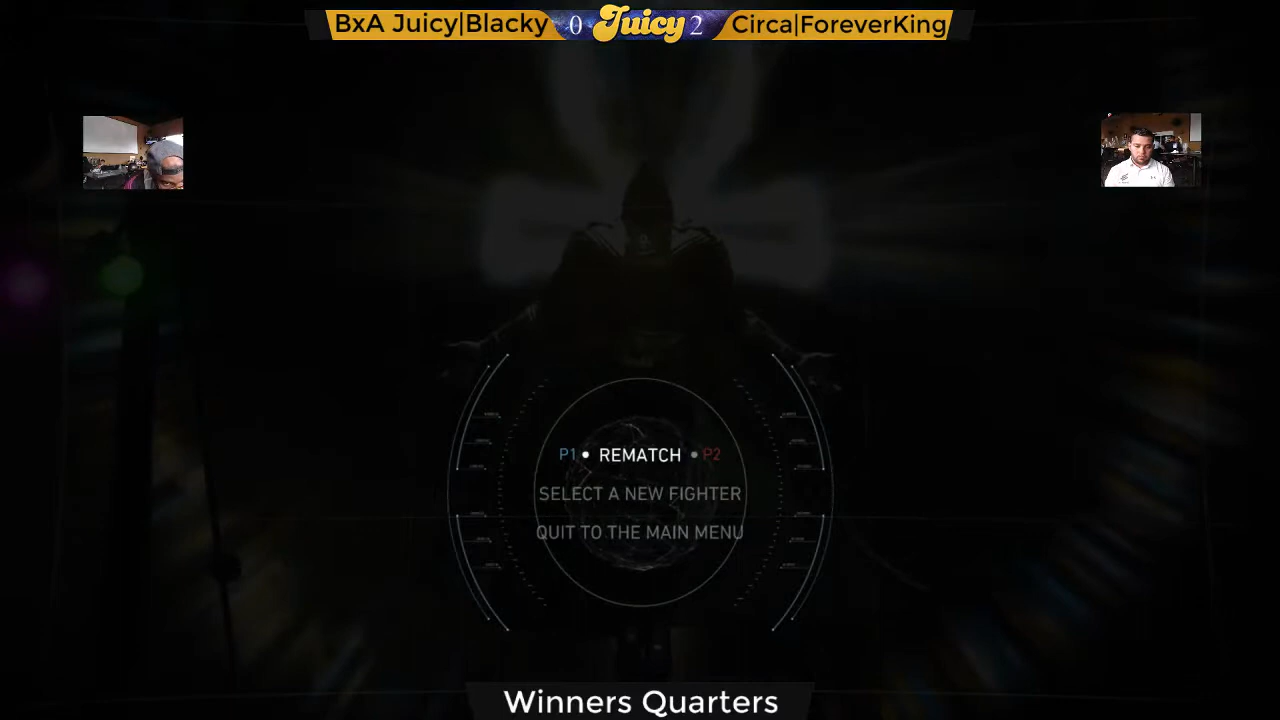 BxA Juicy|Blacky 0 Juicy 2 Circa|ForeverKing
P1 • REMATCH • P2
SELECT A NEW FIGHTER
QUIT TO THE MAIN MENU
Winners Quarters